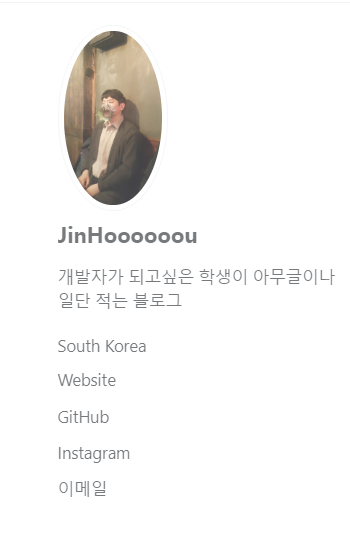 JinHoooooou
개발자가 되고싶은 학생이 아무글이나
일단 적는 블로그
South Korea
Website
GitHub
Instagram
이메일